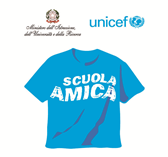 unicef
Ministero dell'Istruzione,
dell'Università e della Ricerca
SCUOLA
AMICA